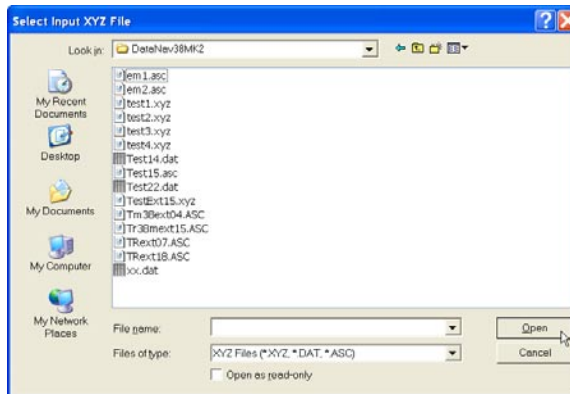 Select Input XYZ File
Look in:
DateNav38MK2
My Recent
Documents
Desktop
My Documents
My Computer
My Network
Places
em1.asc
em2.asc
test1.xyz
test2.xyz
test3.xyz
test4.xyz
Test14.dat
Test15.asc
Test22.dat
TestExt15.xyz
Tm38ext04.ASC
Tr38mext15.ASC
TRext07.ASC
TRext18.ASC
xx.dat
File name:
Open
Files of type:
XYZ Files (*.XYZ, *.DAT, *.ASC)
Cancel
Open as read-only